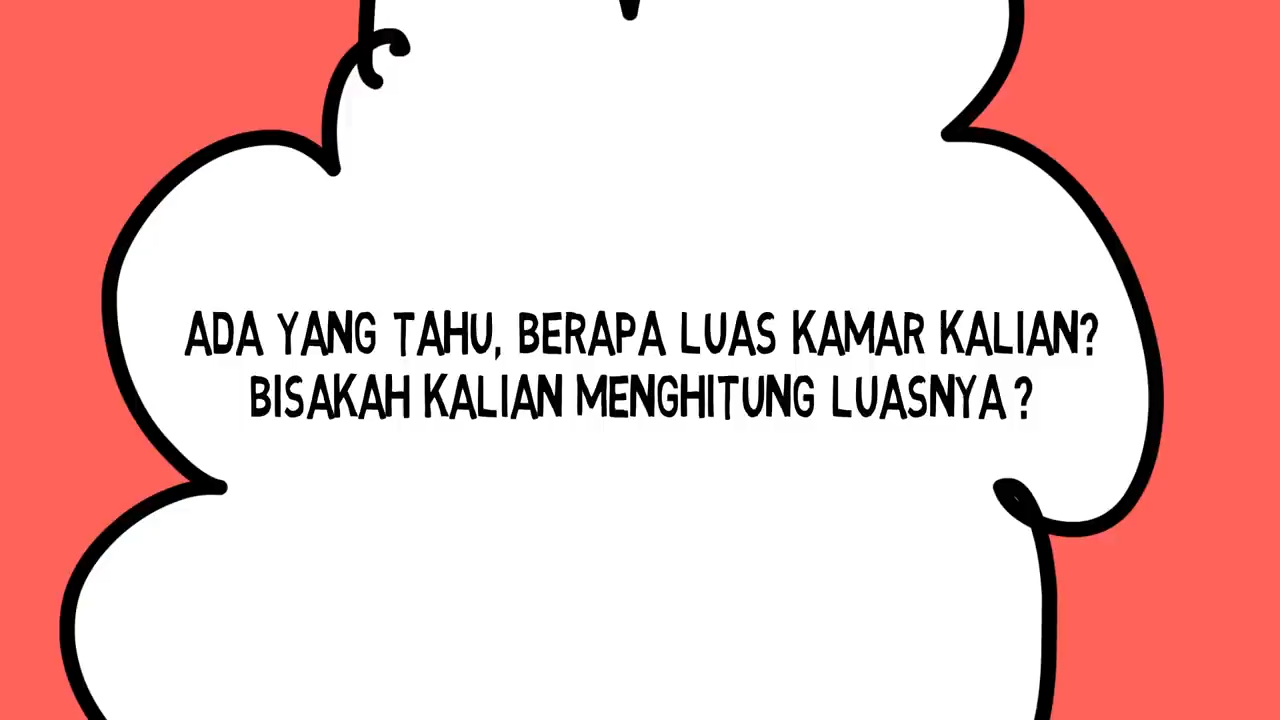 ADA YANG TAHU, BERAPA LUAS KAMAR KALIAN?
BISAKAH KALIAN MENGHITUNG LUASNYA ?